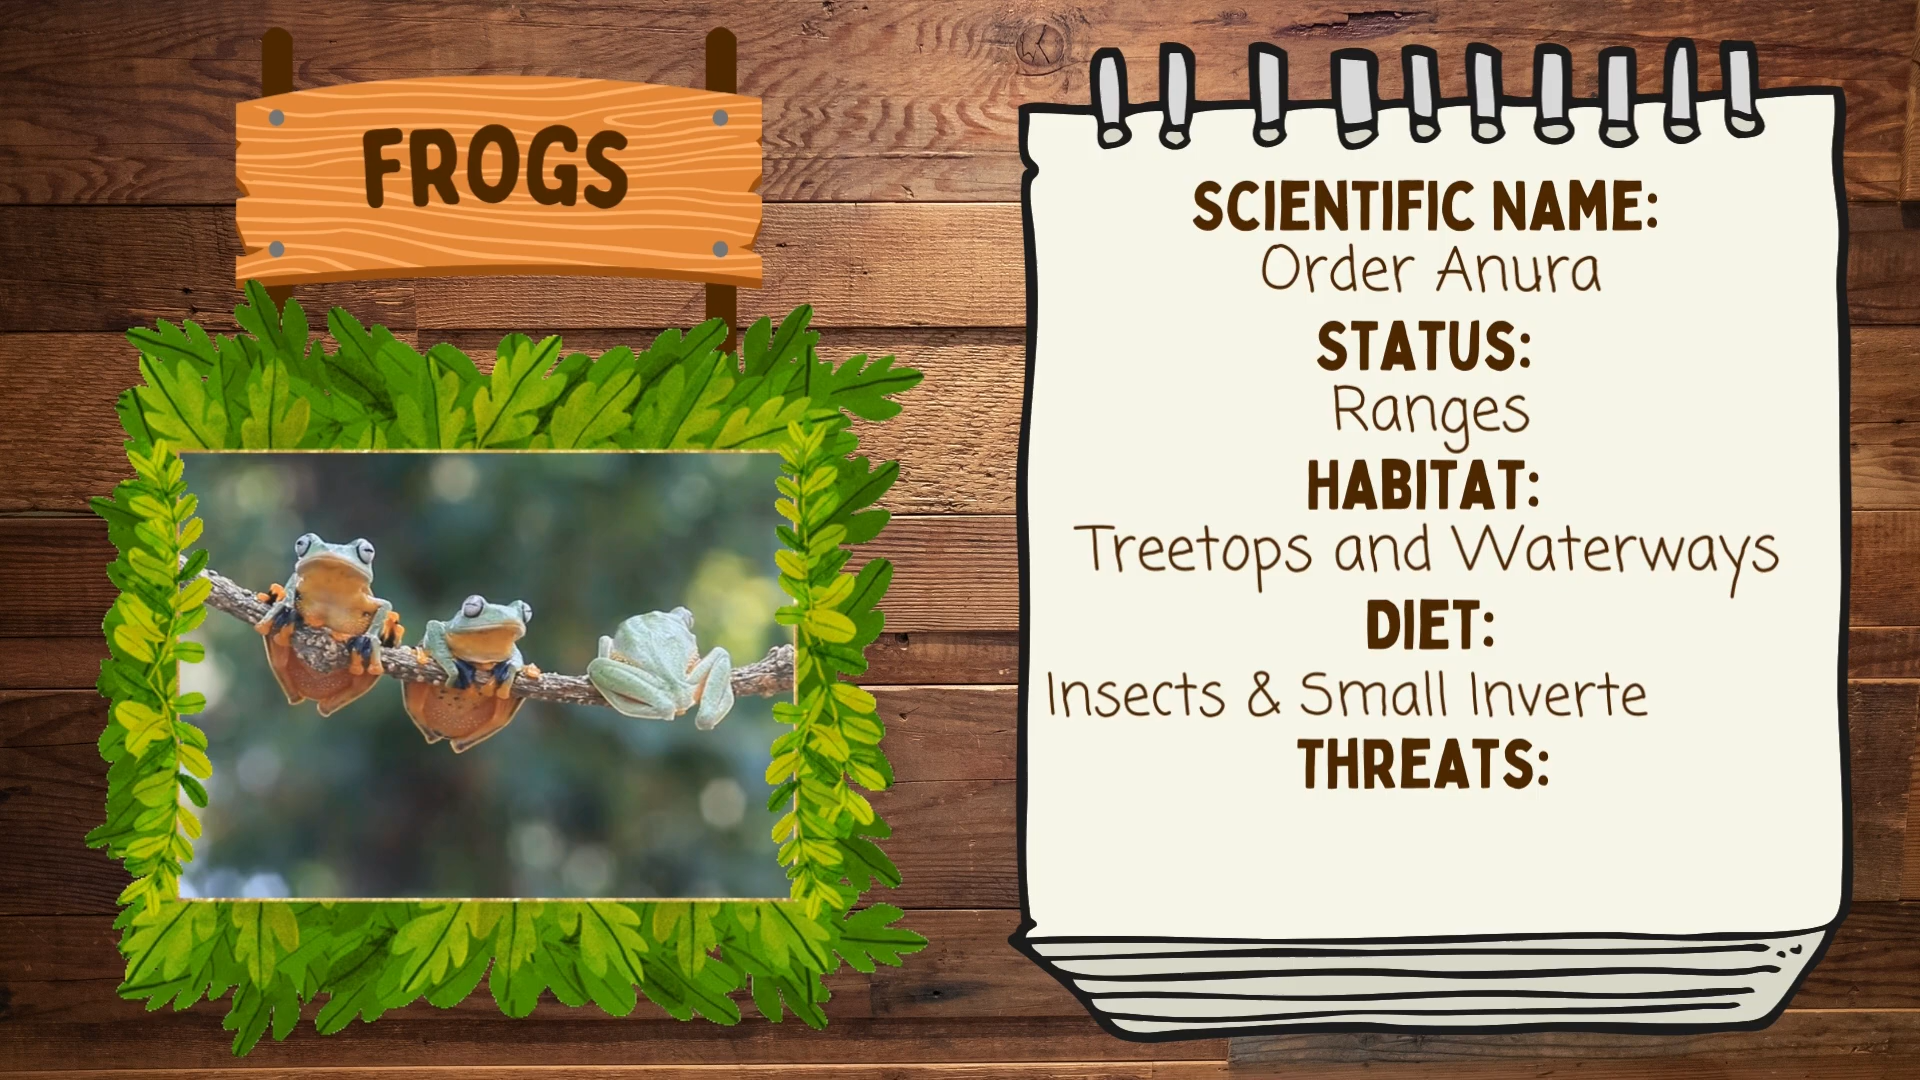 FROGS
SCIENTIFIC NAME:
Order Anura
STATUS:
Ranges
HABITAT:
Treetops and Waterways
DIET:
Insects & Small Inverte
THREATS: